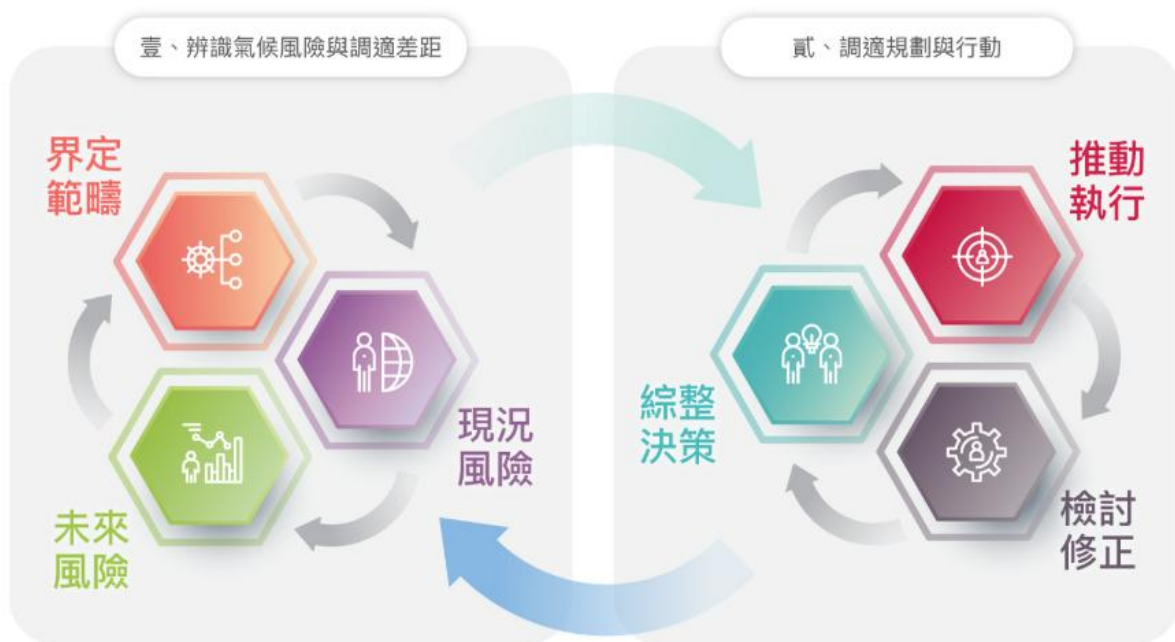 壹、辨識氣候風險與調適差距
界定
範疇
現況
風險
未來
風險
貳、調適規劃與行動
推動
執行
綜整
決策
檢討
修正